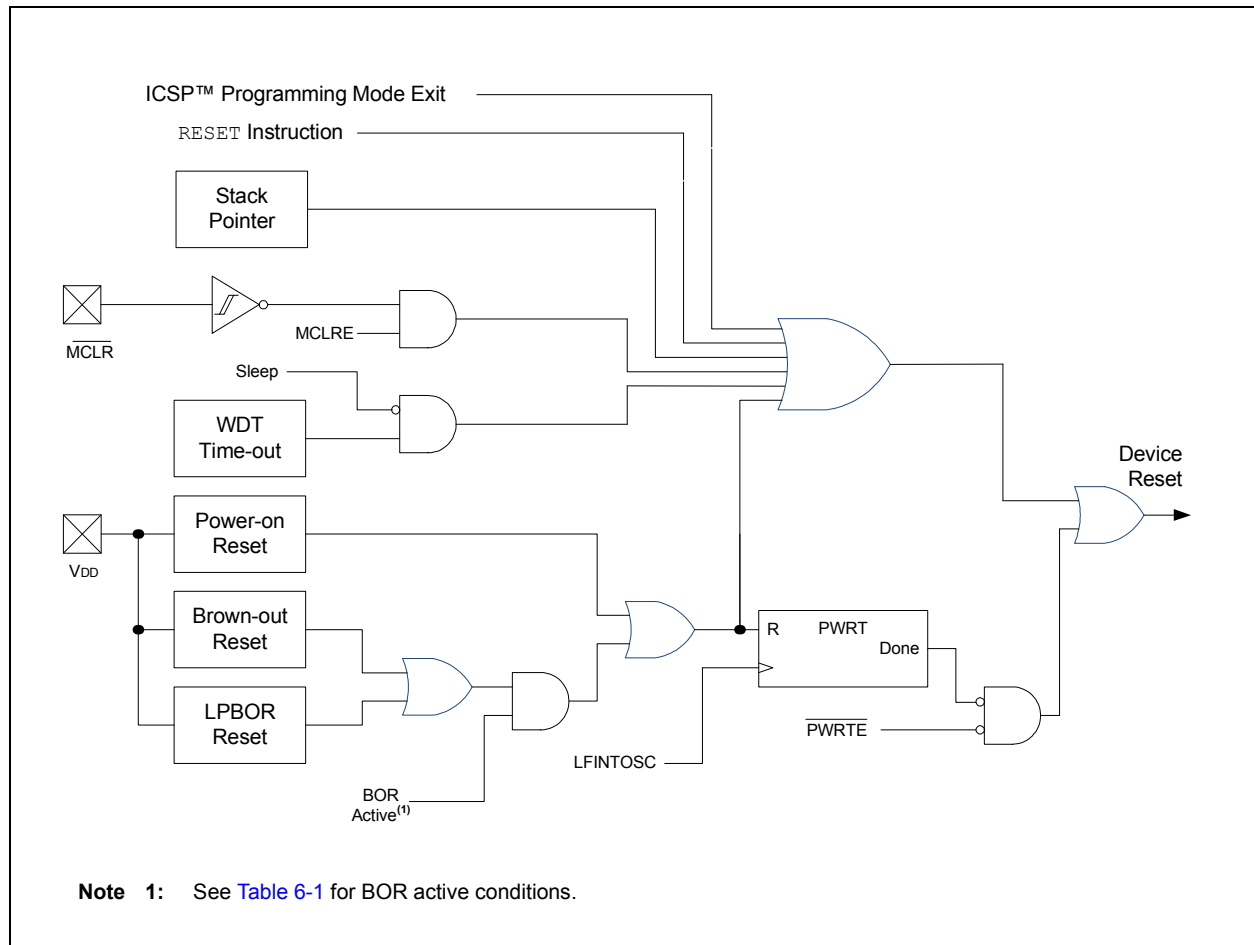 ICSP™ Programming Mode Exit
RESET Instruction
Stack
Pointer
MCLR
MCLRE
Sleep
WDT
Time-out
Device
Reset
VDD
Power-on
Reset
Brown-out
Reset
R
PWRT
Done
LPBOR
Reset
PWRTE
LFINTOSC
BOR
Active(1)
Note 1: See Table 6-1 for BOR active conditions.